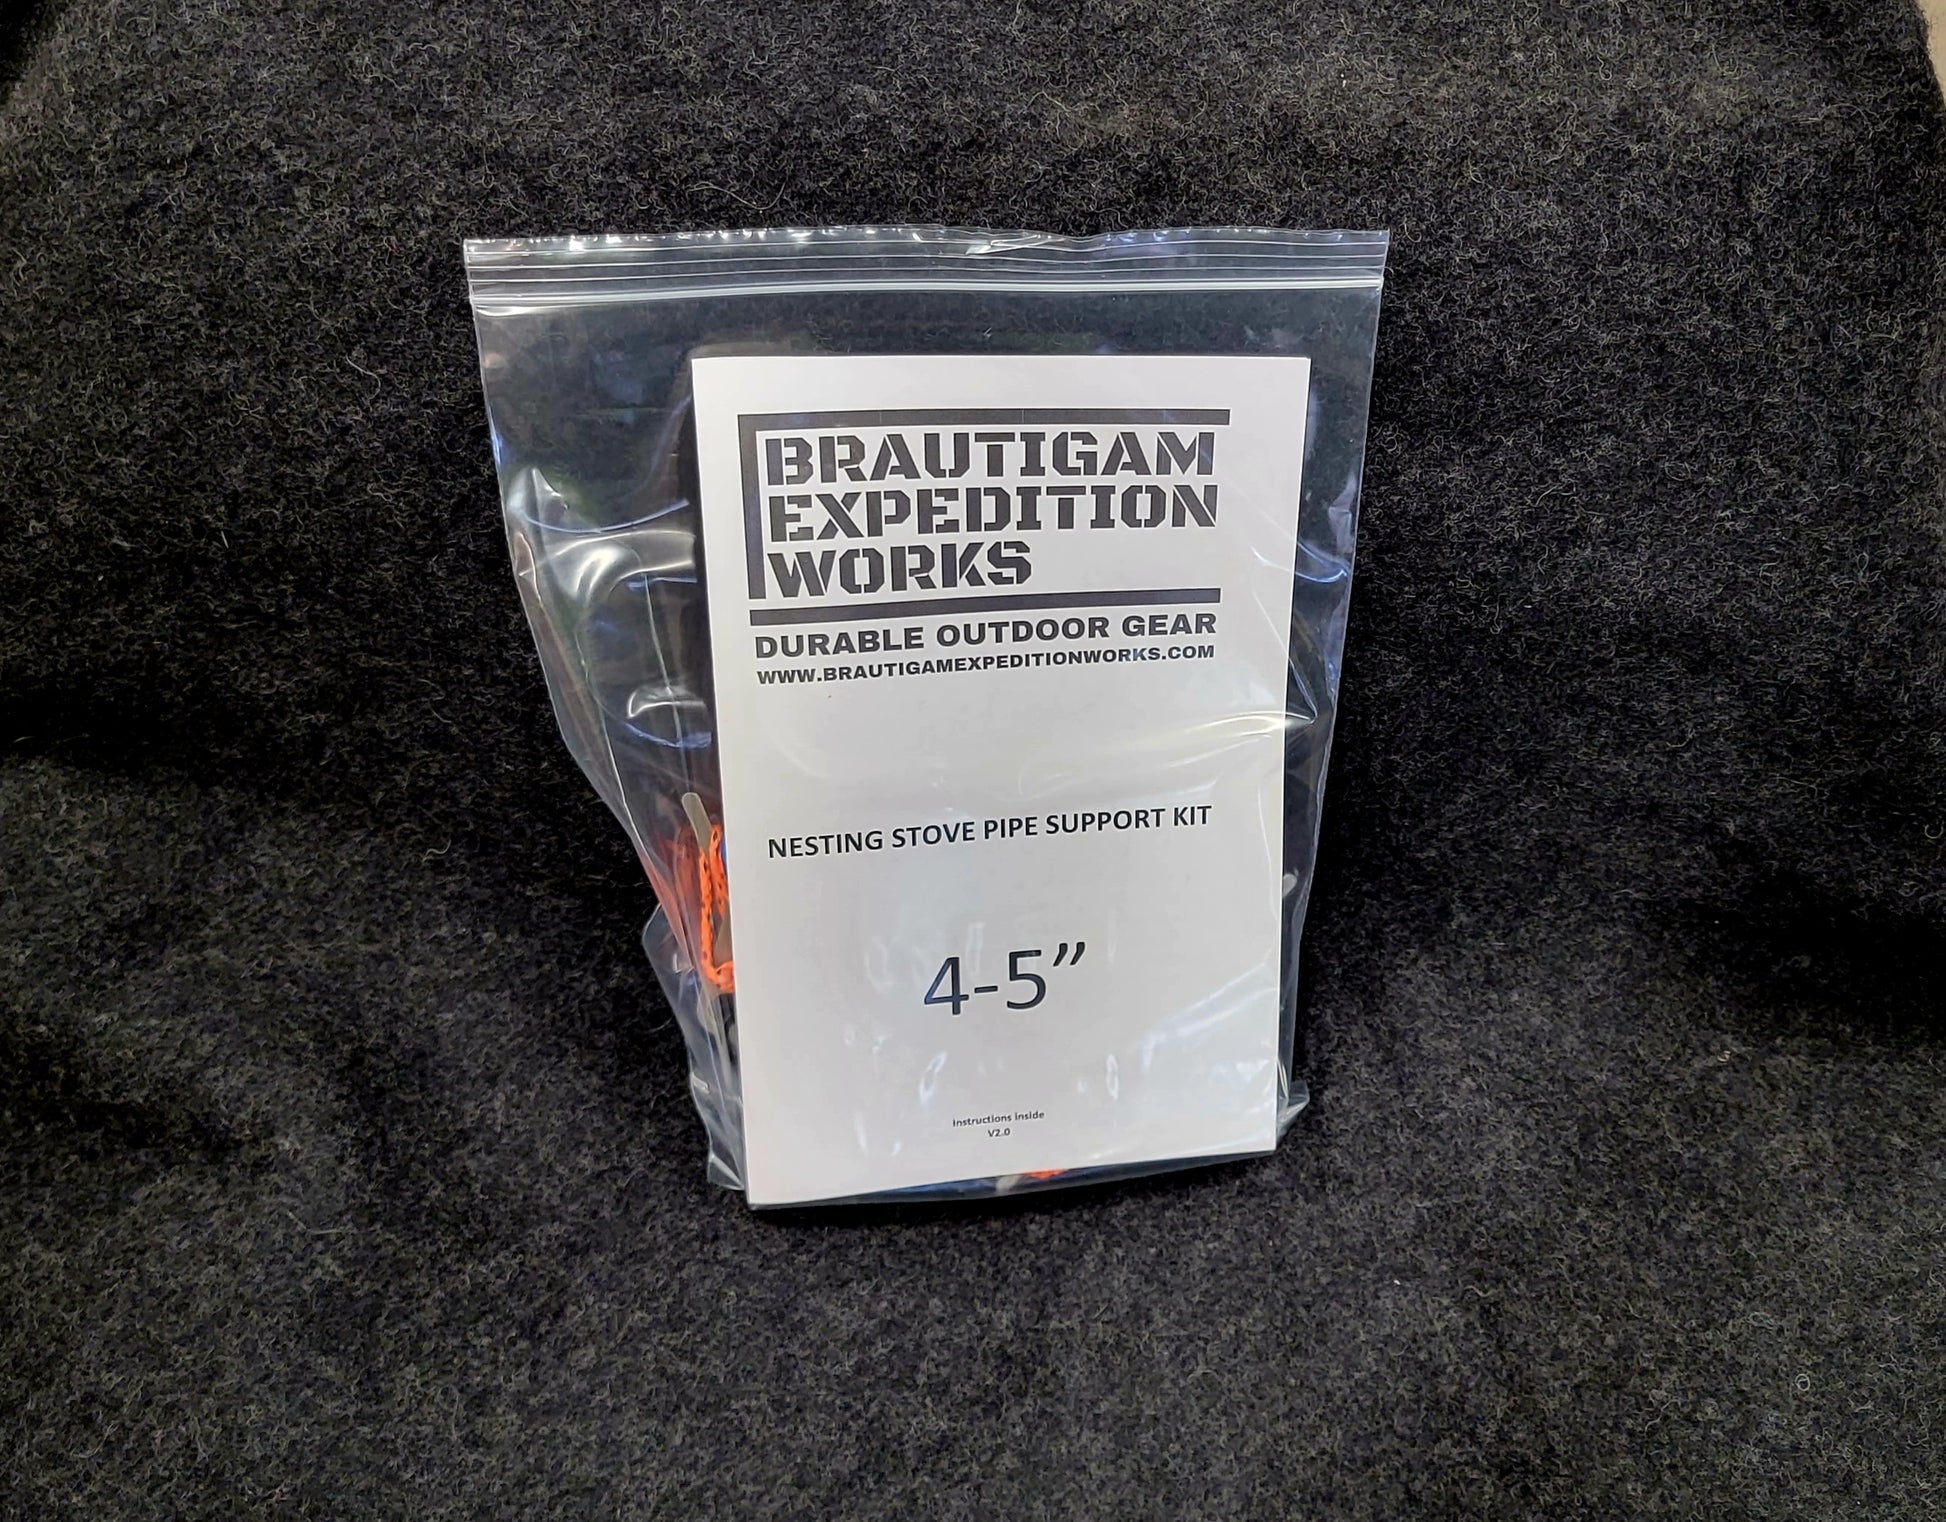 BRAUTIGAM
EXPEDITION
WORKS
DURABLE OUTDOOR GEAR
WWW.BRAUTIGAMEXPEDITIONWORKS.COM
NESTING STOVE PIPE SUPPORT KIT
4-5”
Instructions inside
V2.0